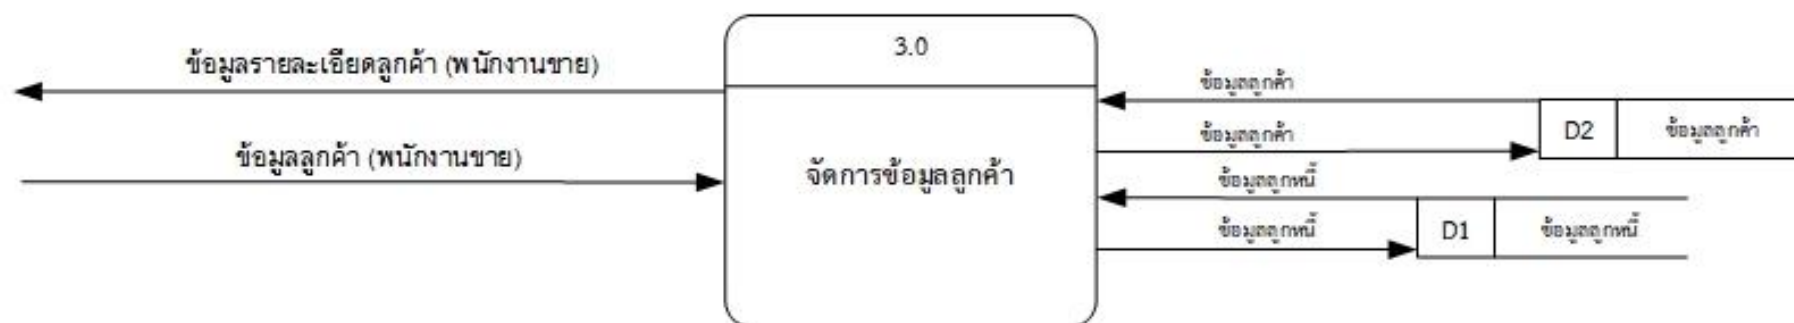 3.0
ข้อมูลรายละเอียดลูกค้า (พนักงานขาย)
ข้อมูลลูกค้า
ข้อมูลลูกค้า
D2
ข้อมูลลูกค้า
ข้อมูลลูกค้า (พนักงานขาย)
จัดการข้อมูลลูกค้า
ข้อมูลลูกหนี้
ข้อมูลลูกหนี้
D1
ข้อมูลลูกหนี้